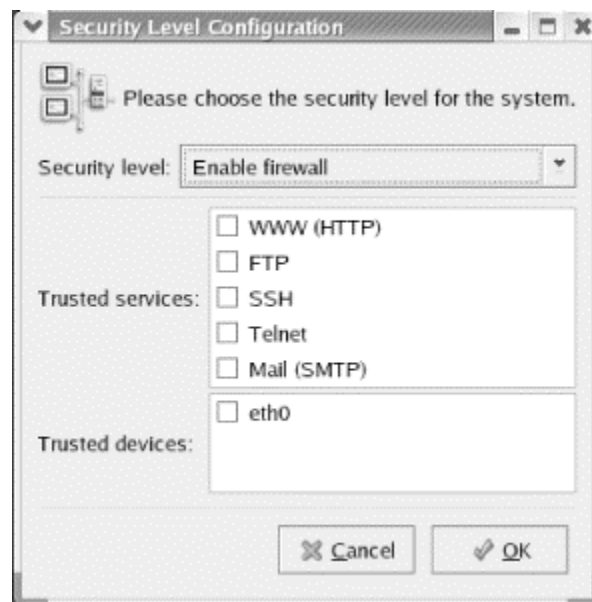 Security Level Configuration
Please choose the security level for the system.
Security level: Enable firewall
Trusted services:
WWW (HTTP)
FTP
SSH
Telnet
Mail (SMTP)
Trusted devices:
eth0
Cancel
OK